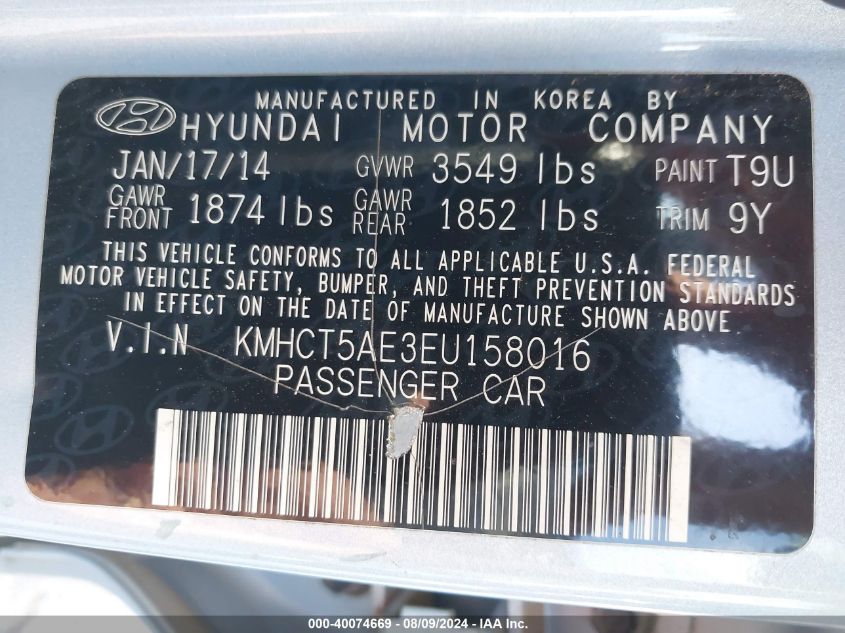 MANUFACTURED IN KOREA BY
HYUNDAI MOTOR COMPANY
JAN/17/14 GVWR 3549 lbs PAINT T9U
GAWR FRONT 1874 lbs GAWR REAR 1852 lbs TRIM 9Y
THIS VEHICLE CONFORMS TO ALL APPLICABLE U.S.A. FEDERAL
MOTOR VEHICLE SAFETY, BUMPER, AND THEFT PREVENTION STANDARDS
IN EFFECT ON THE DATE OF MANUFACTURE SHOWN ABOVE.
V.I.N KMHCT5AE3EU158016
PASSENGER CAR
000-40074669 - 08/09/2024 - IAAI.com